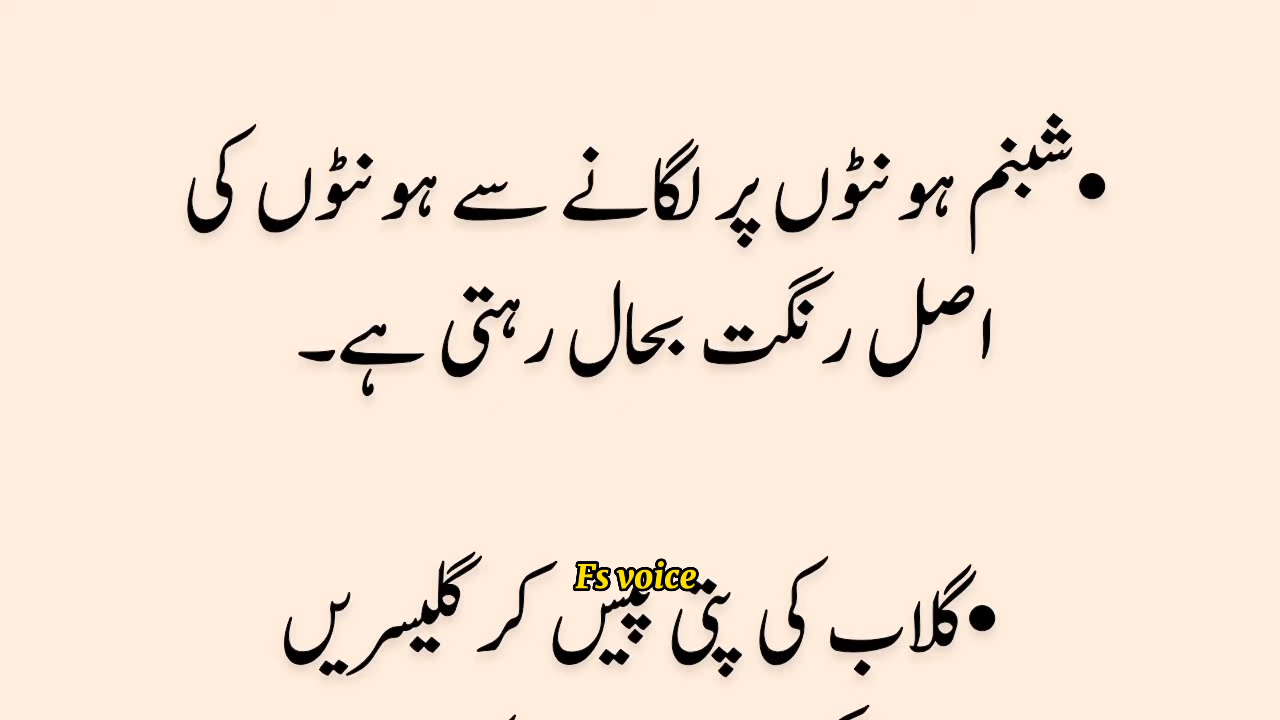 •شبنم ہونٹوں پر لگانے سے ہونٹوں کی
اصل رنگت بحال رہتی ہے۔
Fs voice
•گلاب کی پتی پیس کر گلیسریں